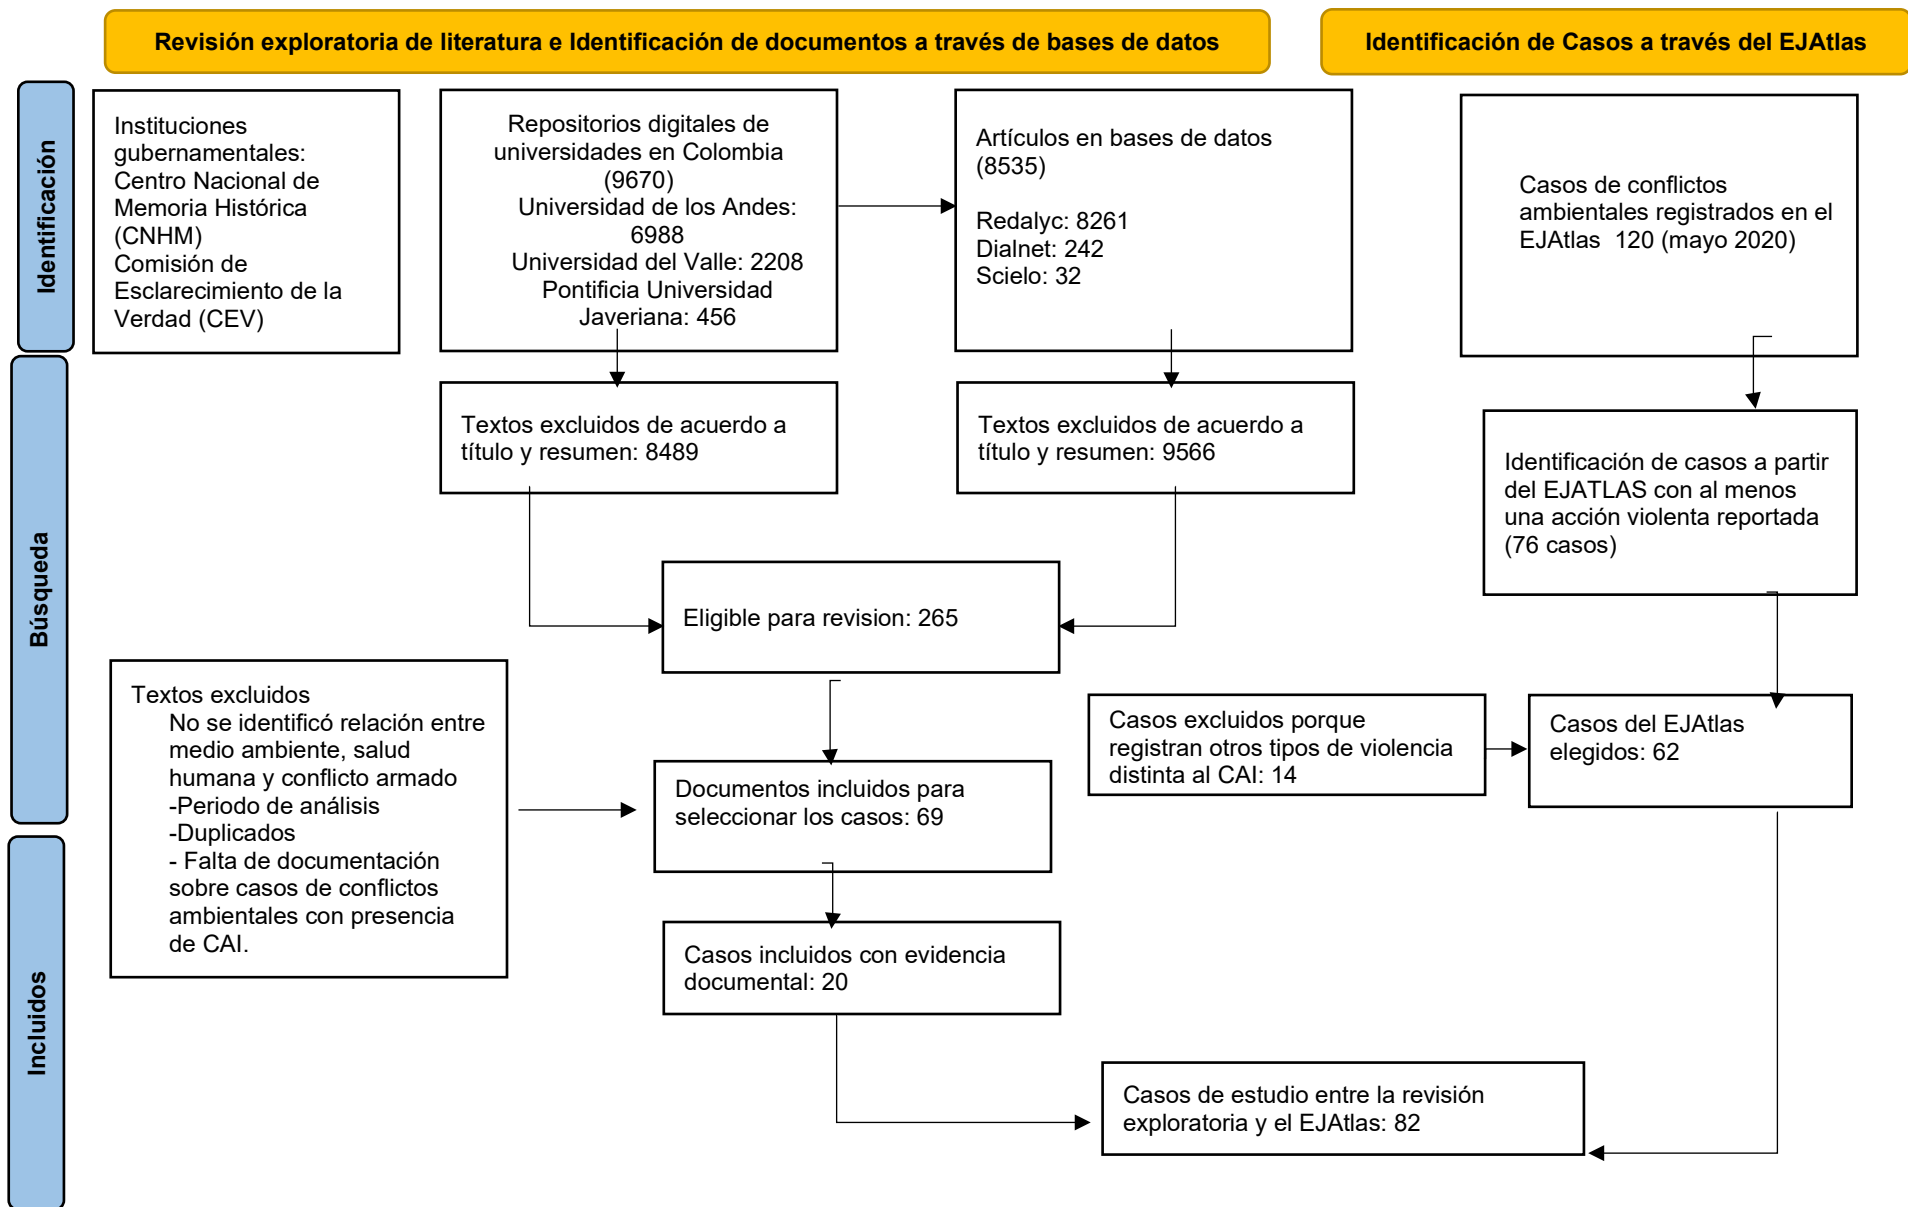 Revisión exploratoria de literatura e Identificación de documentos a través de bases de datos
Identificación de Casos a través del EJAtlas
Identificación
Instituciones
gubernamentales:
Centro Nacional de
Memoria Histórica
(CNHM)
Comisión de
Esclarecimiento de la
Verdad (CEV)
Repositorios digitales de
universidades en Colombia
(9670)
Universidad de los Andes:
6988
Universidad del Valle: 2208
Pontificia Universidad
Javeriana: 456
Artículos en bases de datos
(8535)
Redalyc: 8261
Dialnet: 242
Scielo: 32
Casos de conflictos
ambientales registrados en el
EJAtlas 120 (mayo 2020)
Búsqueda
Textos excluidos de acuerdo a
título y resumen: 8489
Textos excluidos de acuerdo a
título y resumen: 9566
Identificación de casos a partir
del EJATLAS con al menos
una acción violenta reportada
(76 casos)
Eligible para revision: 265
Textos excluidos
No se identificó relación entre
medio ambiente, salud
humana y conflicto armado
-Periodo de análisis
-Duplicados
- Falta de documentación
sobre casos de conflictos
ambientales con presencia
de CAI.
Documentos incluidos para
seleccionar los casos: 69
Casos excluidos porque
registran otros tipos de violencia
distinta al CAI: 14
Casos del EJAtlas
elegidos: 62
Incluidos
Casos incluidos con evidencia
documental: 20
Casos de estudio entre la revisión
exploratoria y el EJAtlas: 82